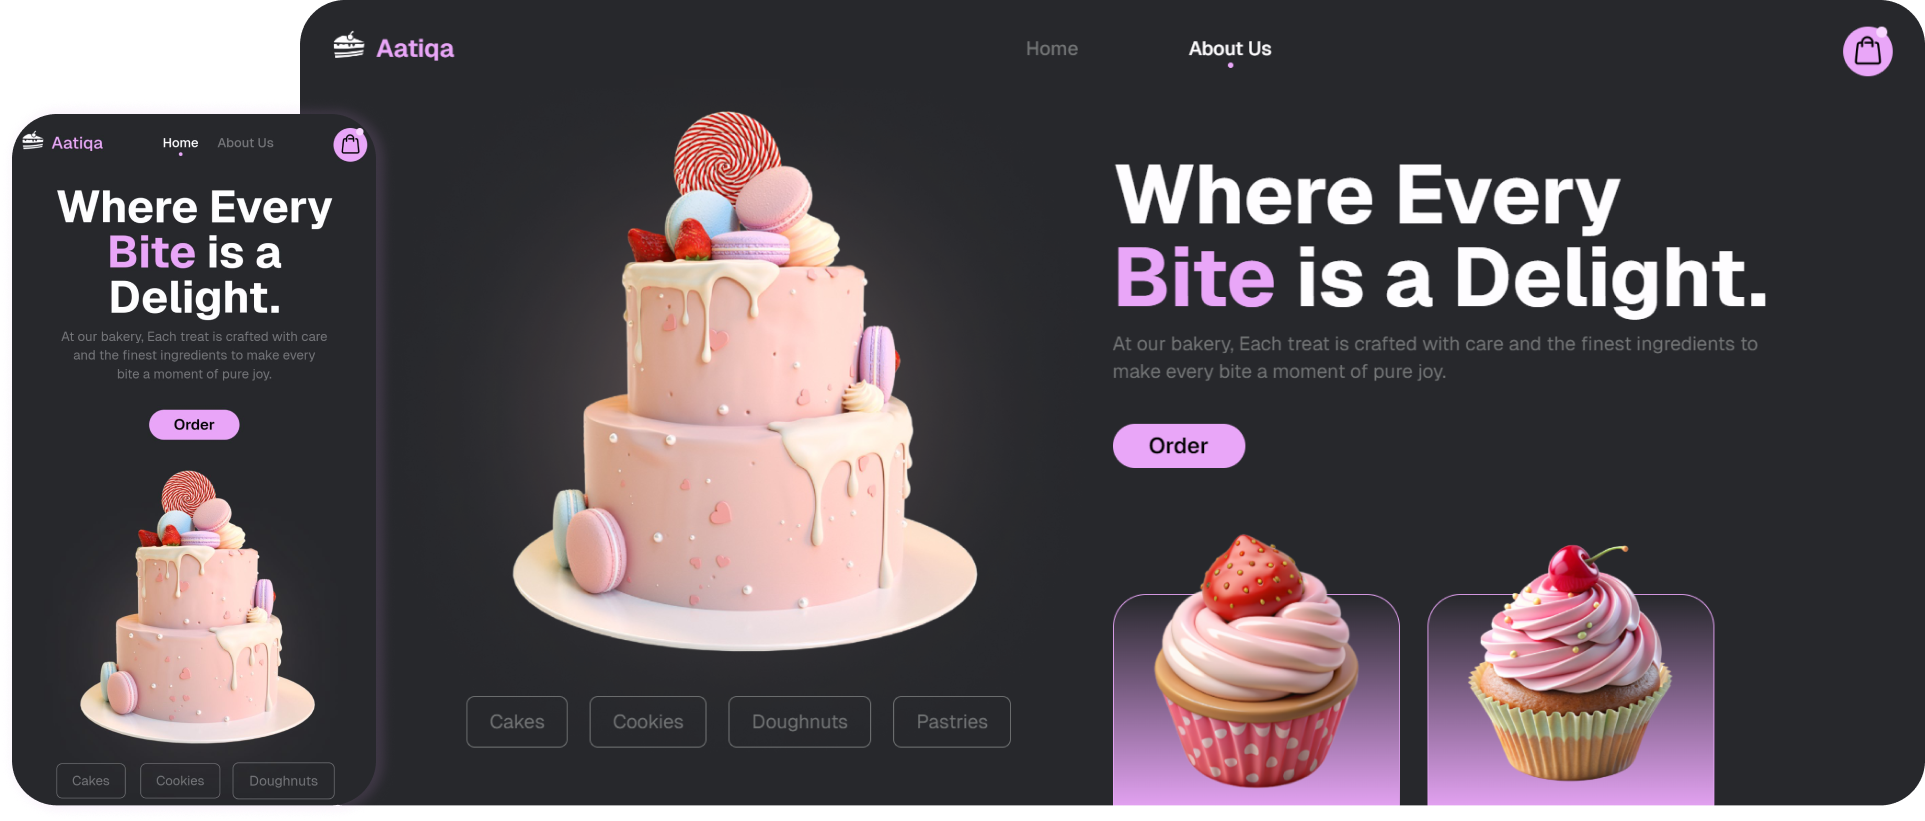 Aatiqa
Home
About Us
Where Every
Bite is a Delight.
At our bakery, Each treat is crafted with care and the finest ingredients to
make every bite a moment of pure joy.
Order
Cakes
Cookies
Doughnuts
Pastries
Aatiqa
Home
About Us
Where Every
Bite is a
Delight.
At our bakery, Each treat is crafted with care
and the finest ingredients to make every
bite a moment of pure joy.
Order
Cakes
Cookies
Doughnuts